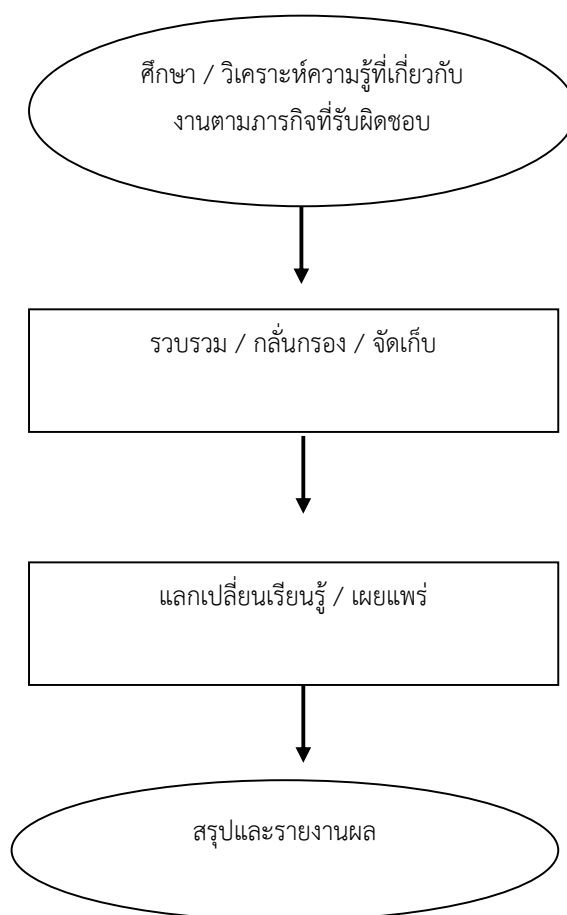 ศึกษา / วิเคราะห์ความรู้ที่เกี่ยวกับ
งานตามภารกิจที่รับผิดชอบ
รวบรวม / กลั่นกรอง / จัดเก็บ
แลกเปลี่ยนเรียนรู้ / เผยแพร่
สรุปและรายงานผล